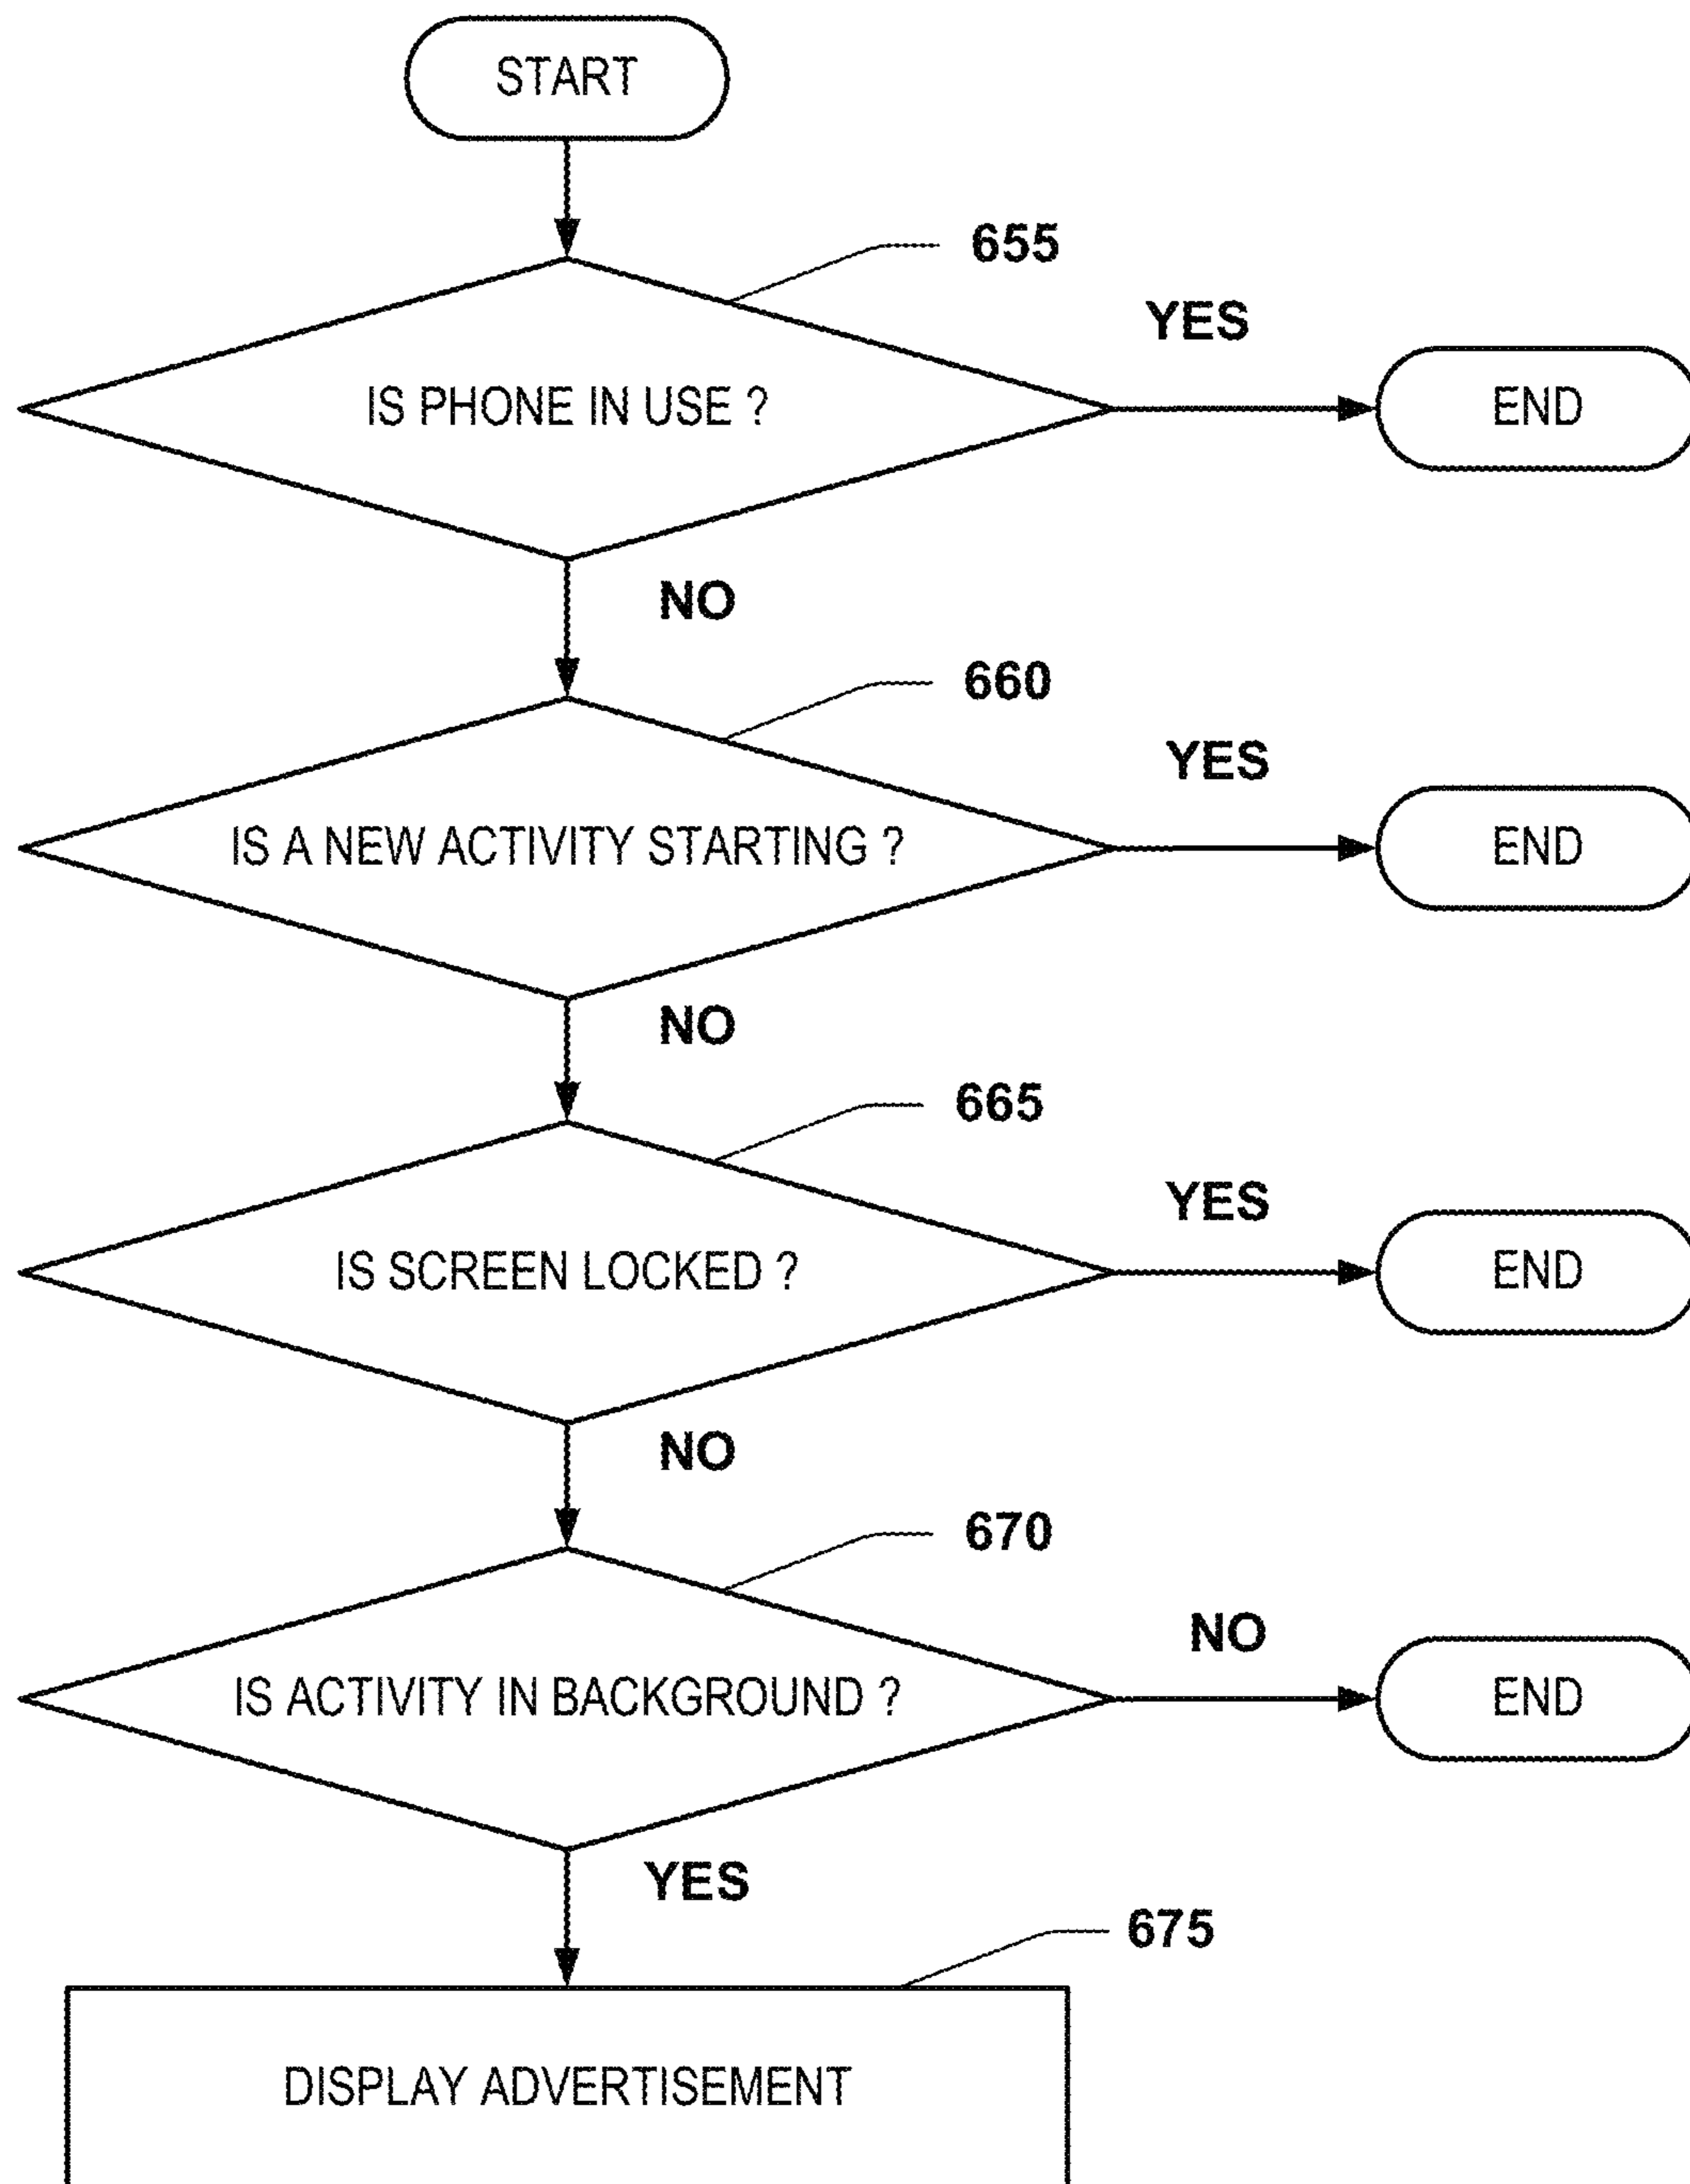 START
655
YES
IS PHONE IN USE ?
END
NO
660
YES
IS A NEW ACTIVITY STARTING ?
END
NO
665
YES
IS SCREEN LOCKED ?
END
NO
670
NO
IS ACTIVITY IN BACKGROUND ?
END
YES
675
DISPLAY ADVERTISEMENT